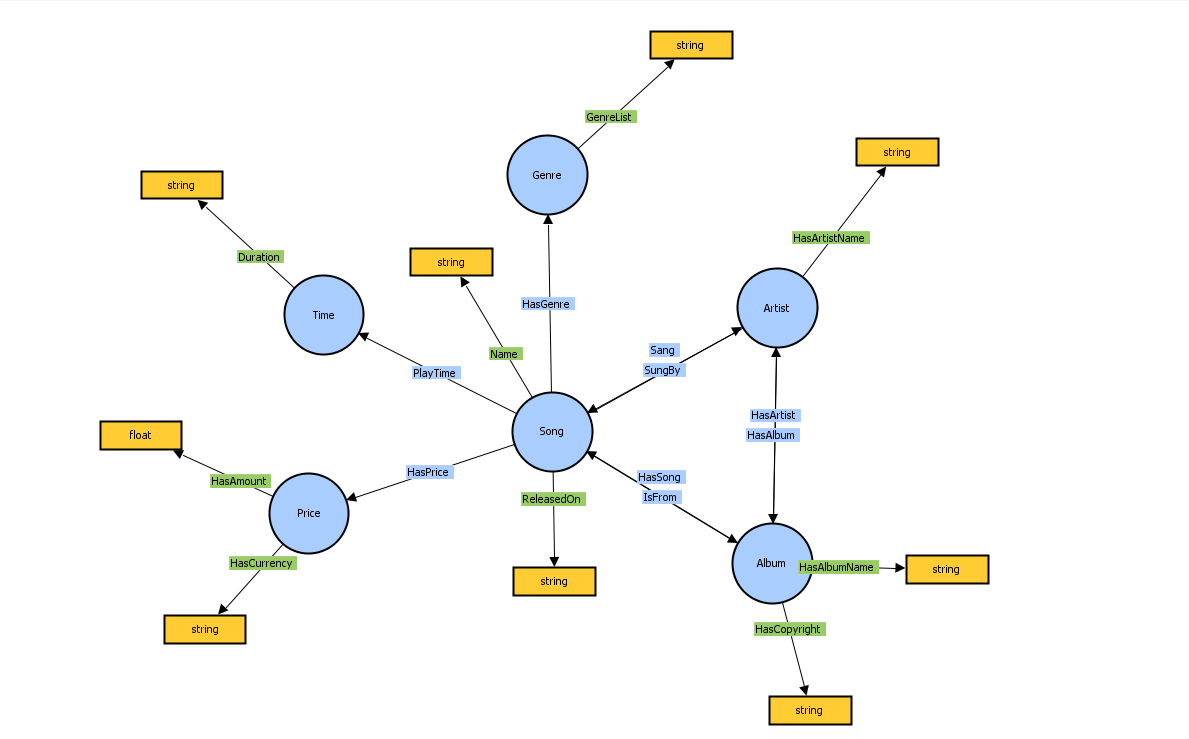 string
GenreList
string
Genre
string
HasArtistName
Duration
string
HasGenre
Artist
Time
Sang
SungBy
Name
PlayTime
HasArtist
HasAlbum
float
Song
HasPrice
HasSong
IsFrom
HasAmount
ReleasedOn
Price
HasCurrency
Album
HasAlbumName
string
string
string
HasCopyright
string